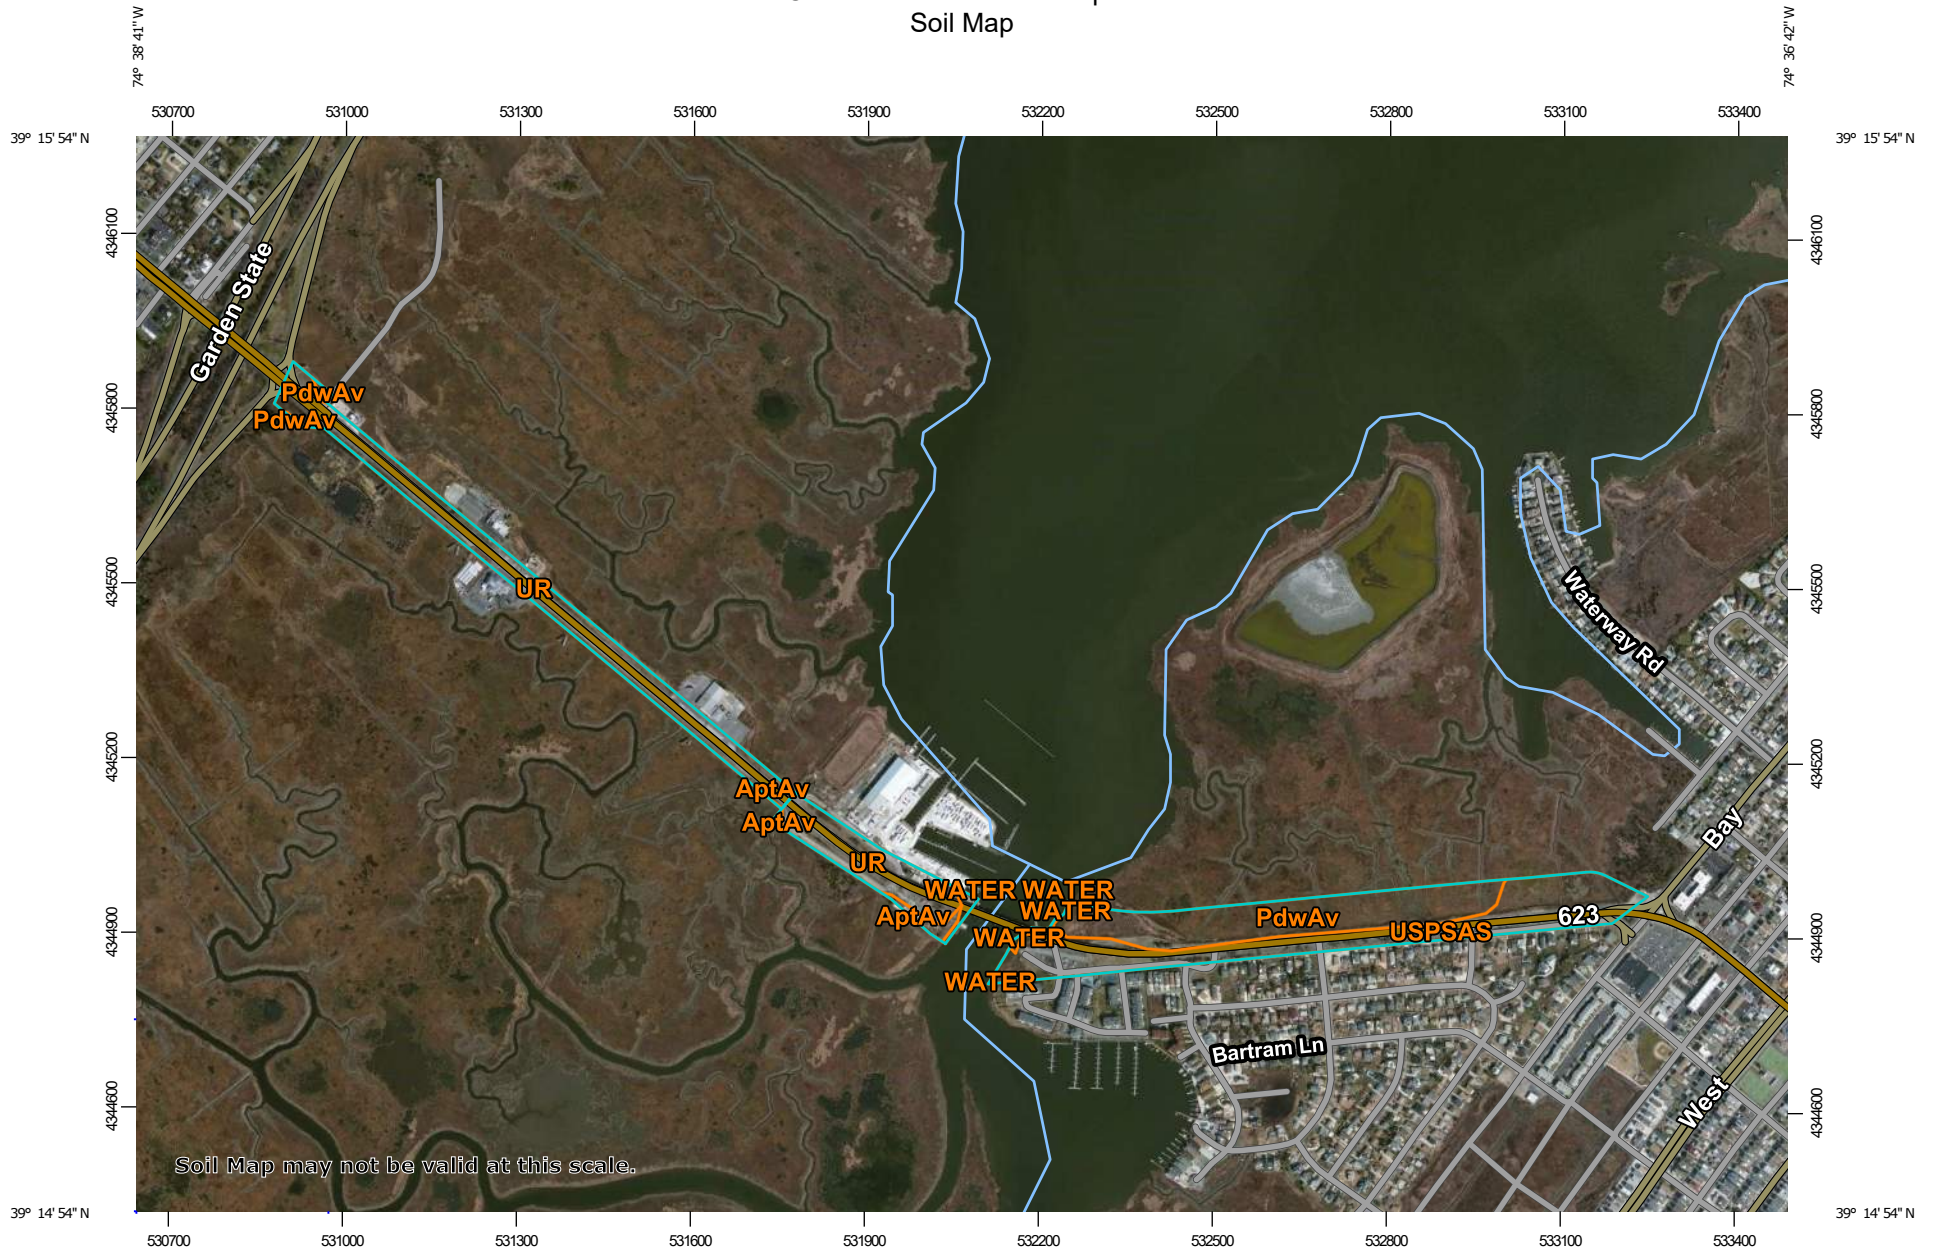 Soil Map
74° 38' 41" W
74° 36' 42" W
530700 531000 531300 531600 531900 532200 532500 532800 533100 533400
39° 15' 54" N
39° 15' 54" N
4346100
4346100
Garden State
PdwAv
PdwAv
4345800
4345800
UR
4345500
4345500
Waterway Rd
4345200
4345200
AptAv
AptAv
Bay
UR
WATER WATER
WATER
AptAv
PdwAv
623
USPSAS
WATER
4344900
4344900
WATER
Bartram Ln
West
4344600
4344600
Soil Map may not be valid at this scale.
39° 14' 54" N
39° 14' 54" N
530700 531000 531300 531600 531900 532200 532500 532800 533100 533400